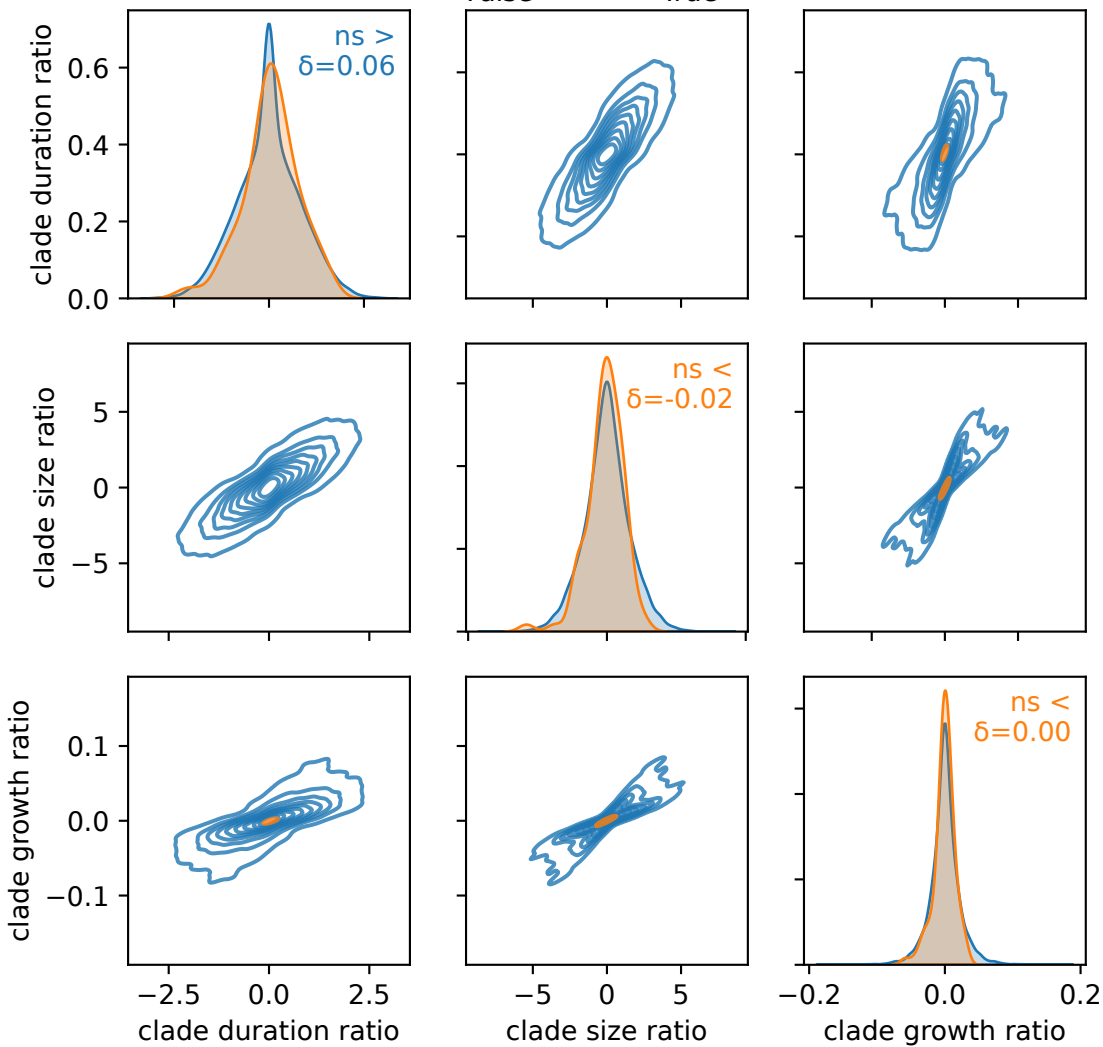 ns >
δ=0.06
clade duration ratio
0.6
0.4
0.2
0.0
ns <
δ=-0.02
clade size ratio
5
0
−5
ns <
δ=0.00
clade growth ratio
0.1
0.0
−0.1
−2.5 0.0 2.5
−5 0 5
−0.2 0.0 0.2
clade duration ratio
clade size ratio
clade growth ratio